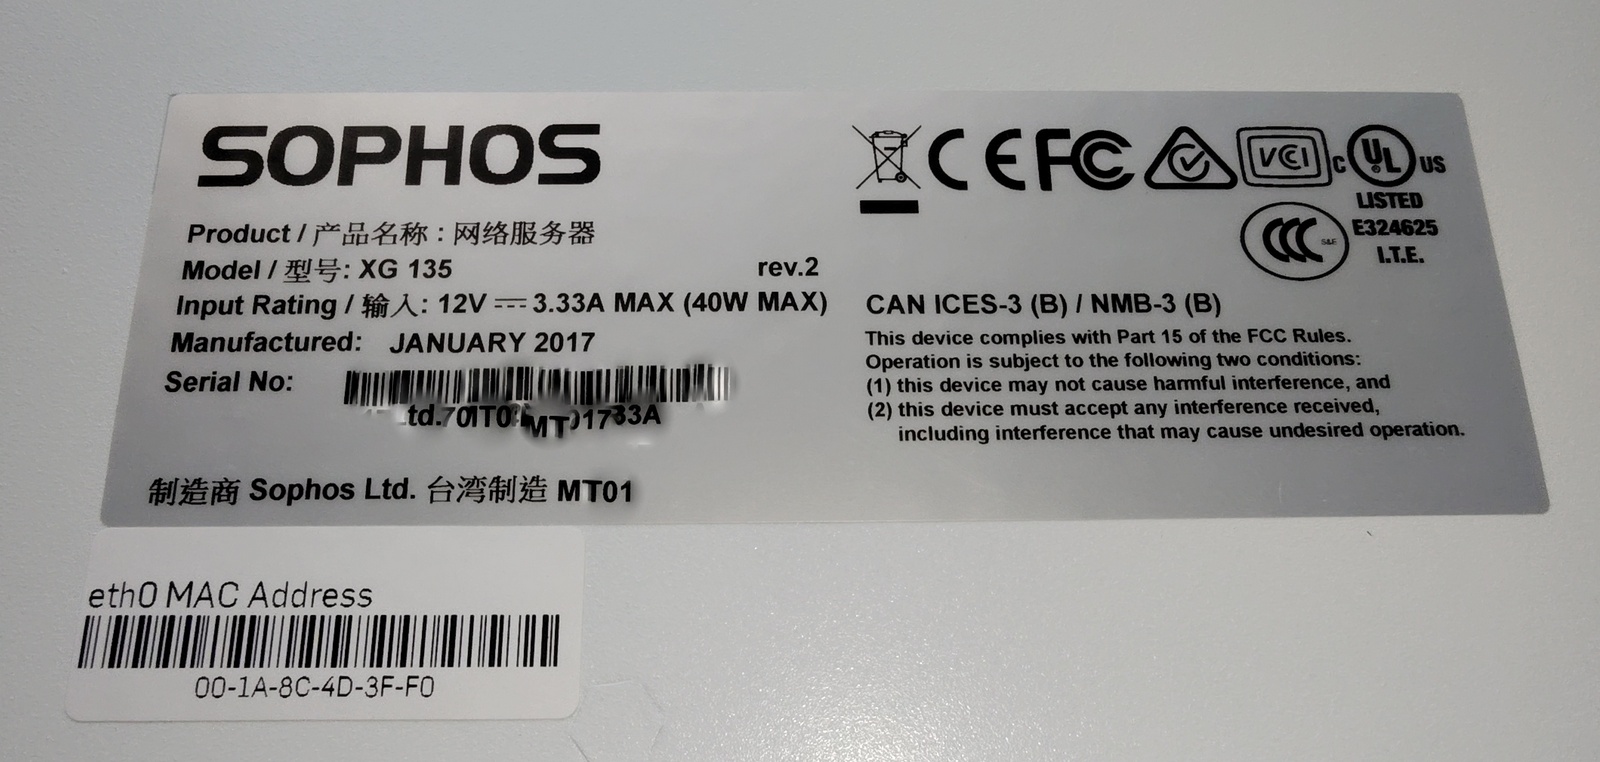 SOPHOS
Product / 产品名称 : 网络服务器
Model / 型号: XG 135 rev.2
Input Rating / 输入: 12V 3.33A MAX (40W MAX)
Manufactured: JANUARY 2017
Serial No:
制造商 Sophos Ltd. 台湾制造 MT01
CE FC VCI C UL US
LISTED
CCC S&E E324625
I.T.E.
CAN ICES-3 (B) / NMB-3 (B)
This device complies with Part 15 of the FCC Rules.
Operation is subject to the following two conditions:
(1) this device may not cause harmful interference, and
(2) this device must accept any interference received,
including interference that may cause undesired operation.
eth0 MAC Address
00-1A-8C-4D-3F-F0